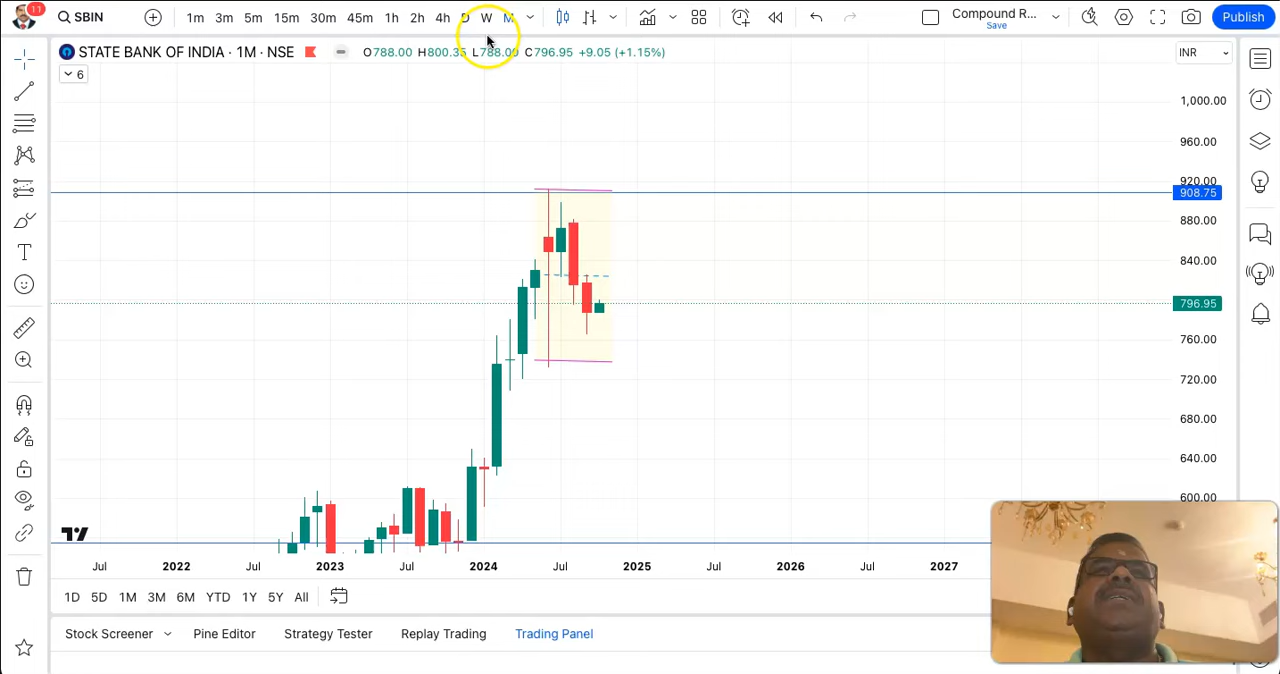 11
SBIN
1m 3m 5m 15m 30m 45m 1h 2h 4h D W M
Compound R...
Save
Publish
STATE BANK OF INDIA · 1M · NSE
O788.00 H800.35 L788.00 C796.95 +9.05 (+1.15%)
INR
6
1,000.00
960.00
920.00
908.75
880.00
840.00
796.95
760.00
720.00
680.00
640.00
600.00
Jul 2022 Jul 2023 Jul 2024 Jul 2025 Jul 2026 Jul 2027
1D 5D 1M 3M 6M YTD 1Y 5Y All
Stock Screener Pine Editor Strategy Tester Replay Trading Trading Panel